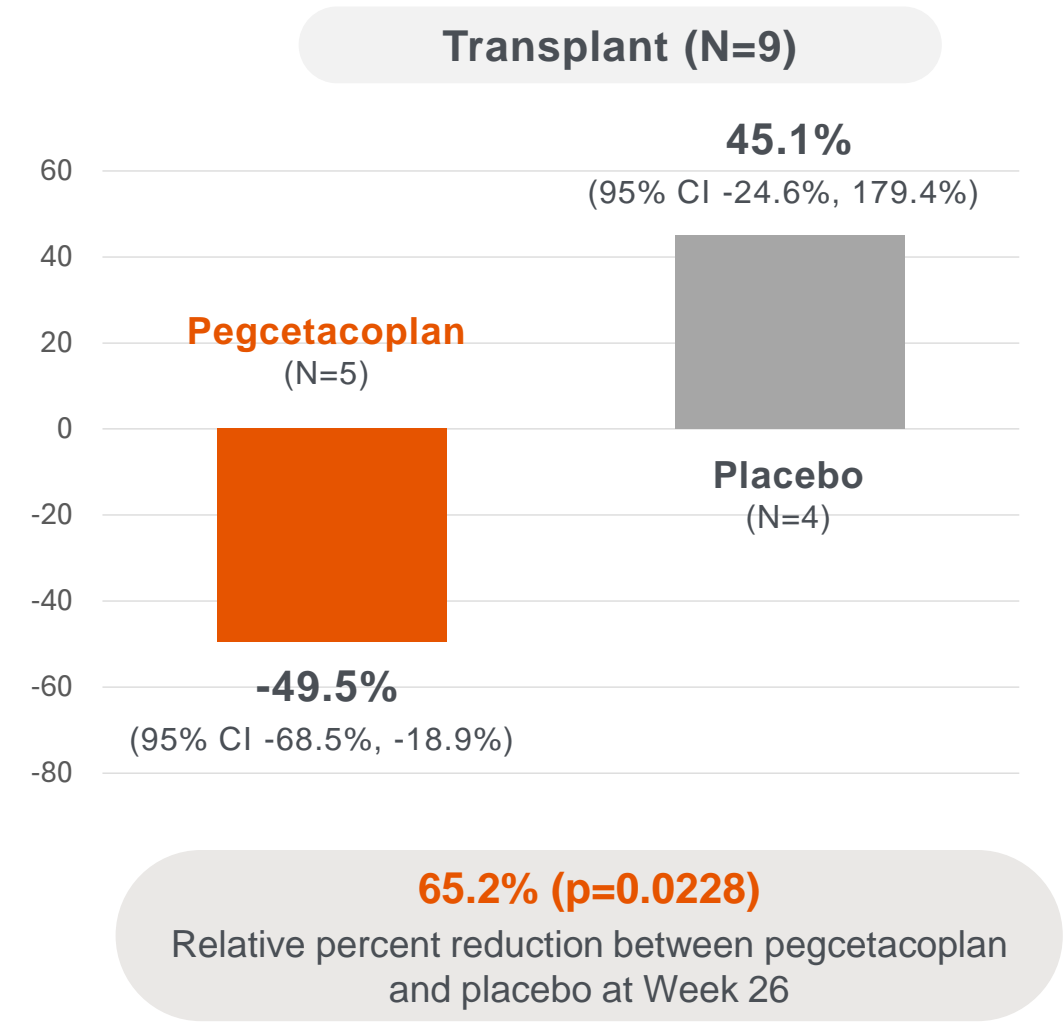 Transplant (N=9)
45.1%
(95% CI -24.6%, 179.4%)
60
40
20
0
-20
-40
-60
-80
Pegcetacoplan
(N=5)
Placebo
(N=4)
-49.5%
(95% CI -68.5%, -18.9%)
65.2% (p=0.0228)
Relative percent reduction between pegcetacoplan
and placebo at Week 26